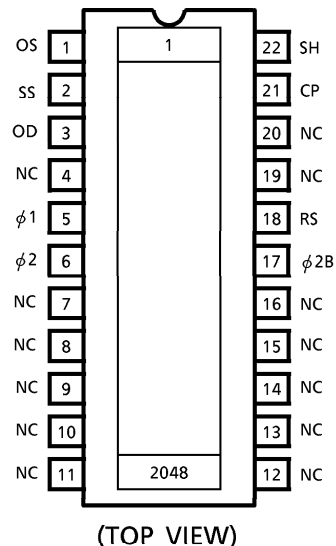 OS 1 1 22 SH
SS 2 21 CP
OD 3 20 NC
NC 4 19 NC
ϕ1 5 18 RS
ϕ2 6 17 ϕ2B
NC 7 16 NC
NC 8 15 NC
NC 9 14 NC
NC 10 13 NC
NC 11 2048 12 NC
(TOP VIEW)